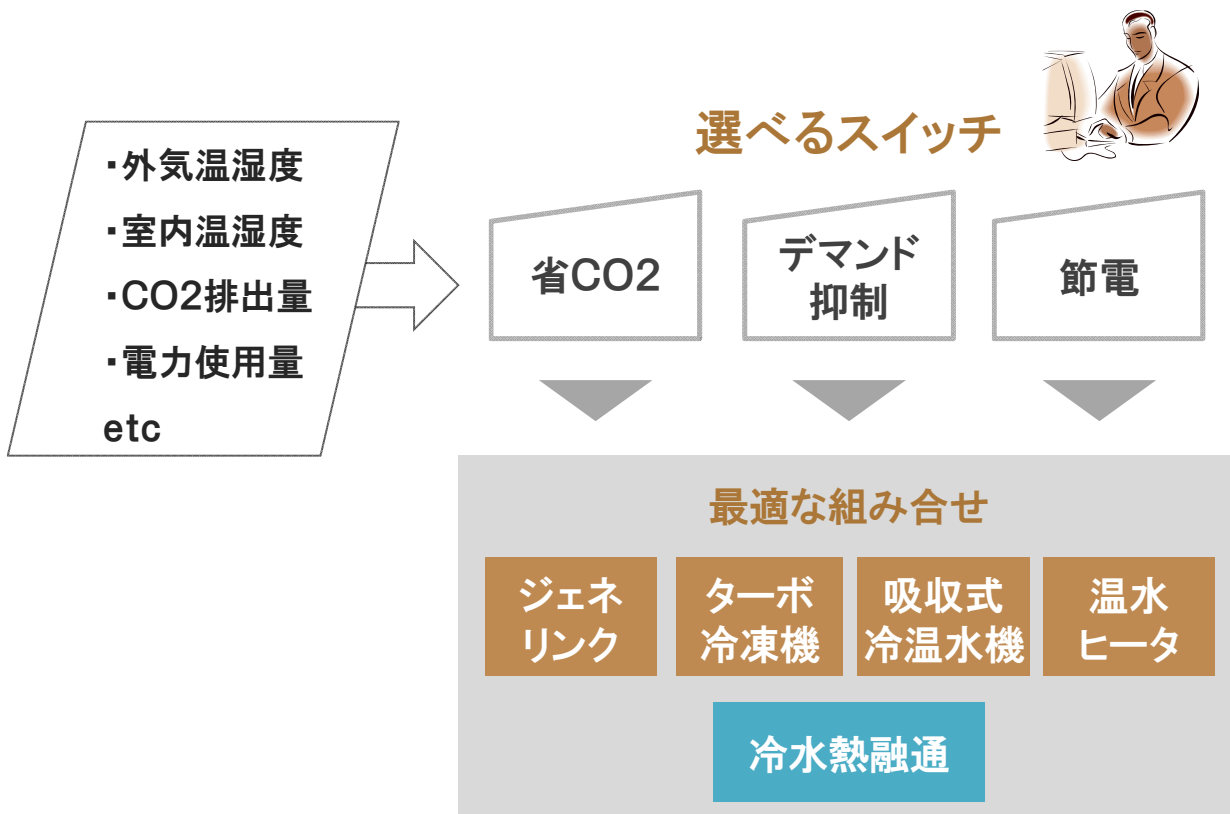 選べるスイッチ
・外気温湿度
・室内温湿度
・CO2排出量
・電力使用量
etc
省CO2
デマンド
抑制
節電
最適な組み合せ
ジェネ
リンク
ターボ
冷凍機
吸収式
冷温水機
温水
ヒータ
冷水熱融通